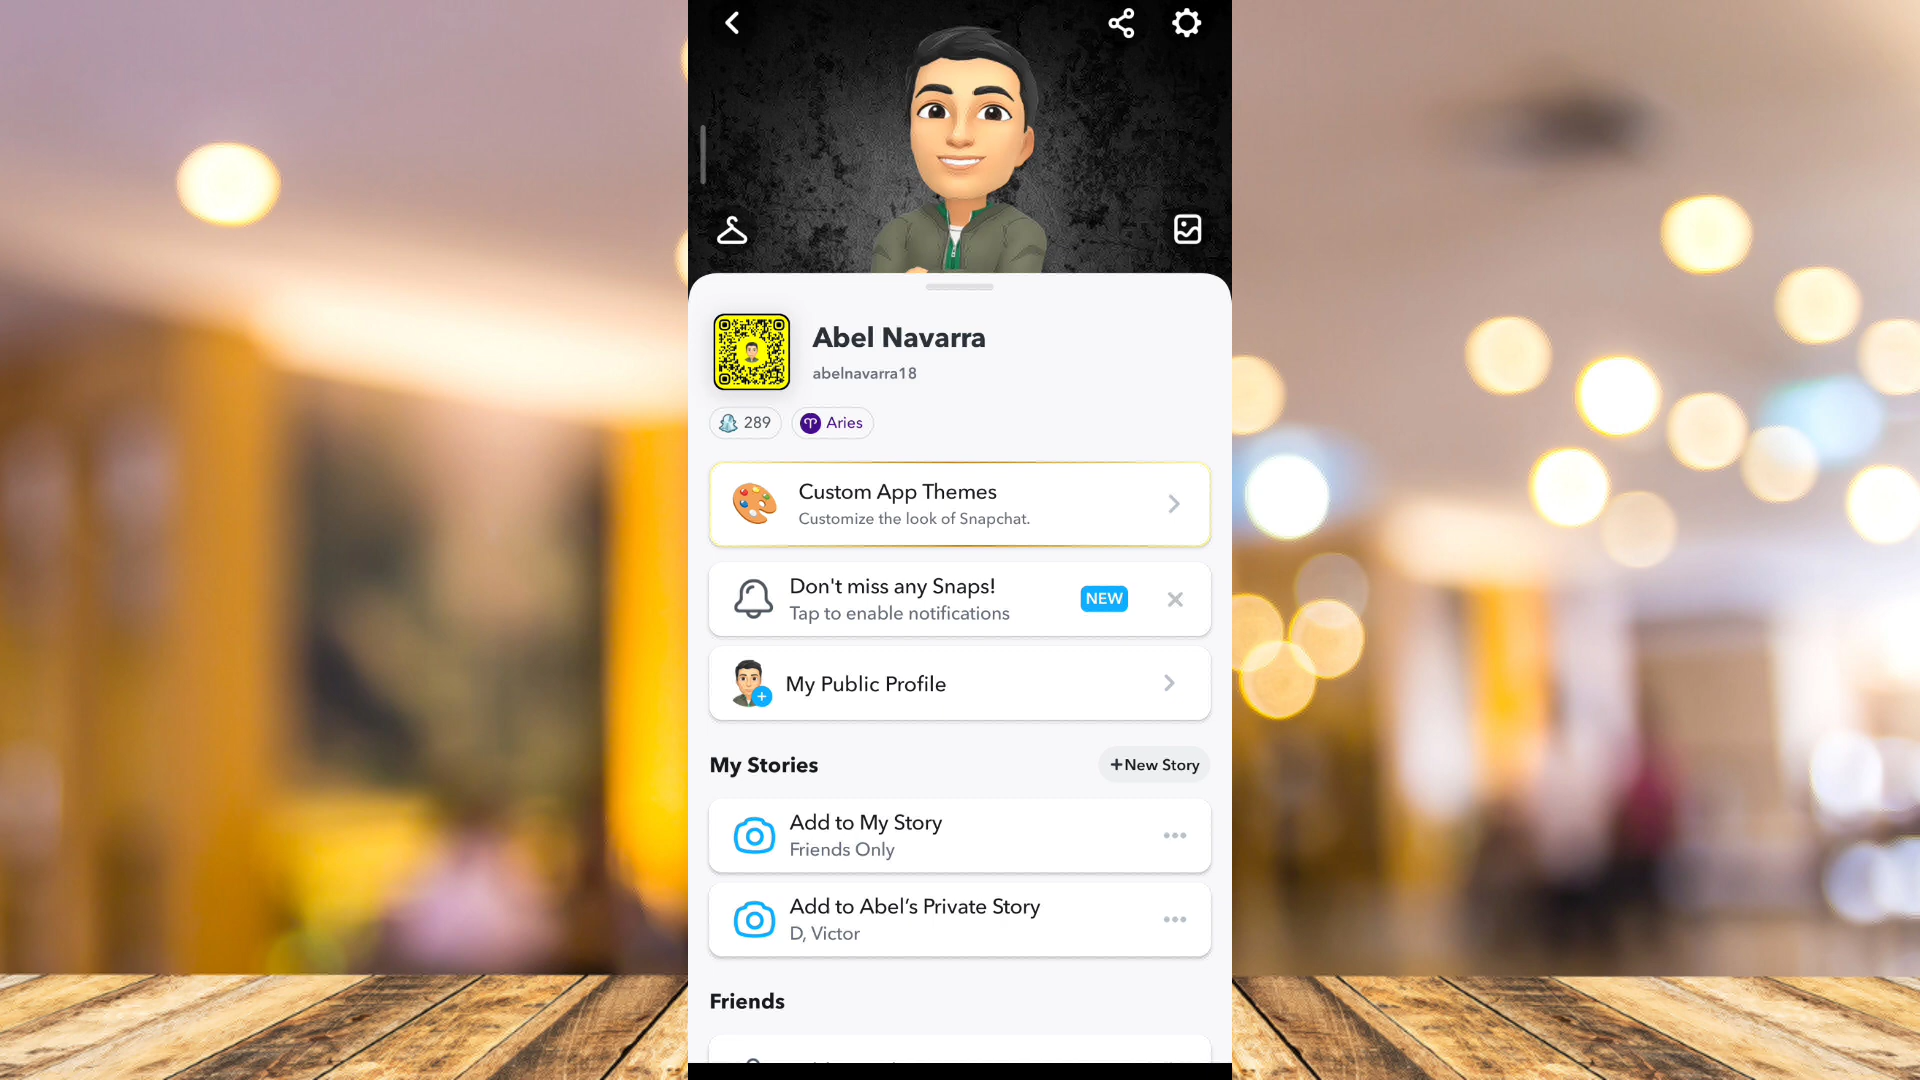 Abel Navarra
abelnavarra18
289
Aries
Custom App Themes
Customize the look of Snapchat.
Don't miss any Snaps!
Tap to enable notifications
NEW
My Public Profile
My Stories
+New Story
Add to My Story
Friends Only
Add to Abel’s Private Story
D, Victor
Friends